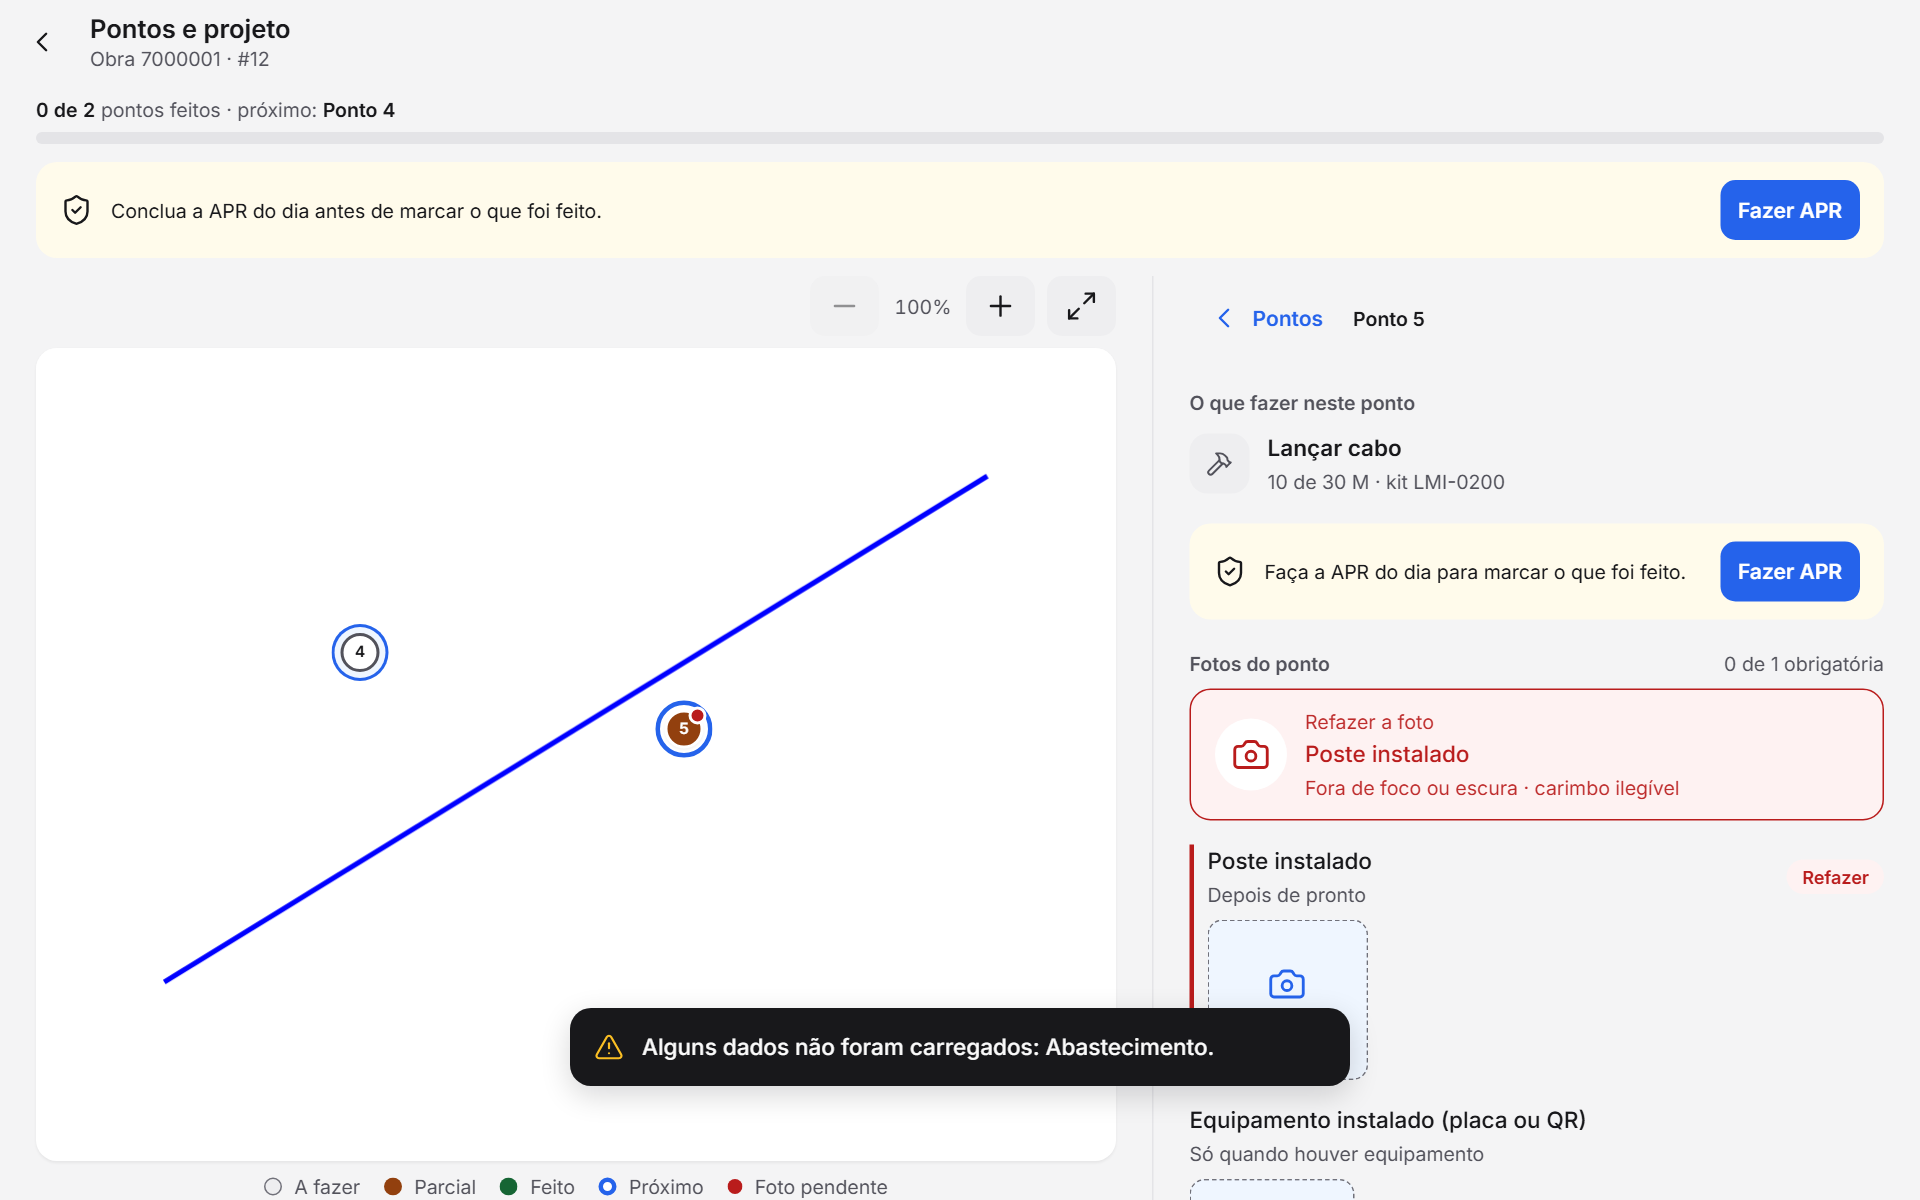 Pontos e projeto
Obra 7000001 · #12
0 de 2 pontos feitos · próximo: Ponto 4
Conclua a APR do dia antes de marcar o que foi feito.
Fazer APR
100%
4
5
A fazer
Parcial
Feito
Próximo
Foto pendente
Pontos
Ponto 5
O que fazer neste ponto
Lançar cabo
10 de 30 M · kit LMI-0200
Faça a APR do dia para marcar o que foi feito.
Fazer APR
Fotos do ponto
0 de 1 obrigatória
Refazer a foto
Poste instalado
Fora de foco ou escura · carimbo ilegível
Poste instalado
Depois de pronto
Refazer
Alguns dados não foram carregados: Abastecimento.
Equipamento instalado (placa ou QR)
Só quando houver equipamento